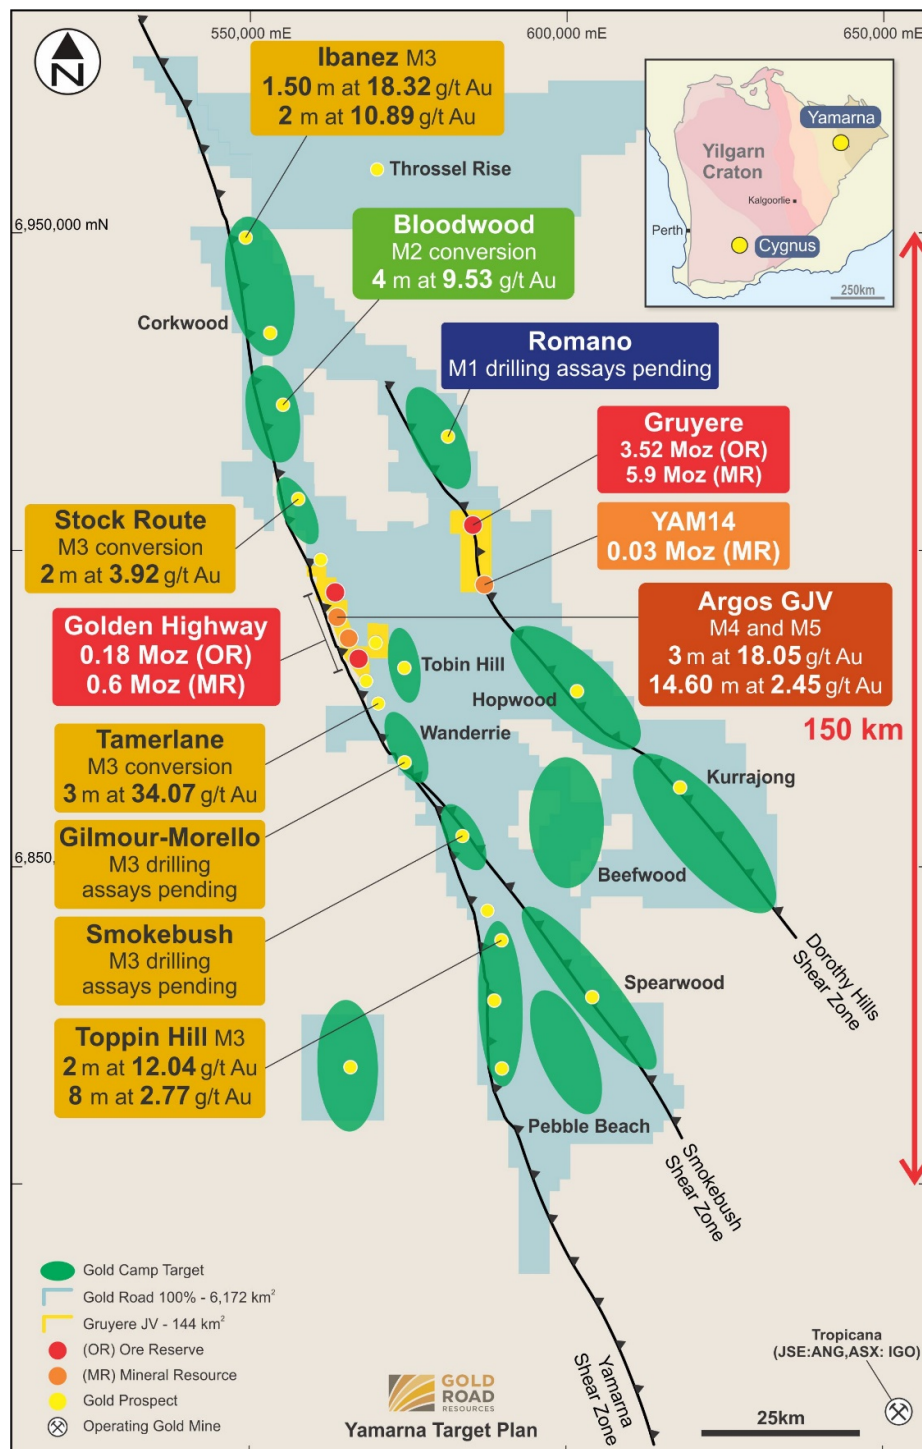 550,000 mE
600,000 mE
650,000 mE
N
Ibanez M3
1.50 m at 18.32 g/t Au
2 m at 10.89 g/t Au
Throssel Rise
Yamarna
Yilgarn
Craton
Kalgoorlie
Perth
Cygnus
250km
6,950,000 mN
Bloodwood
M2 conversion
4 m at 9.53 g/t Au
Corkwood
Romano
M1 drilling assays pending
Gruyere
3.52 Moz (OR)
5.9 Moz (MR)
Stock Route
M3 conversion
2 m at 3.92 g/t Au
YAM14
0.03 Moz (MR)
Argos GJV
M4 and M5
3 m at 18.05 g/t Au
14.60 m at 2.45 g/t Au
Golden Highway
0.18 Moz (OR)
0.6 Moz (MR)
Tobin Hill
Hopwood
150 km
Wanderrie
Tamerlane
M3 conversion
3 m at 34.07 g/t Au
Kurrajong
Gilmour-Morello
M3 drilling
assays pending
6,850,
Beefwood
Smokebush
M3 drilling
assays pending
Dorothy Hills
Shear Zone
Spearwood
Toppin Hill M3
2 m at 12.04 g/t Au
8 m at 2.77 g/t Au
Pebble Beach
Smokebush
Shear Zone
Yamarna
Shear Zone
Gold Camp Target
Gold Road 100% - 6,172 km²
Gruyere JV - 144 km²
(OR) Ore Reserve
(MR) Mineral Resource
Gold Prospect
Operating Gold Mine
GOLD
ROAD
RESOURCES
Yamarna Target Plan
Tropicana
(JSE:ANG,ASX: IGO)
25km